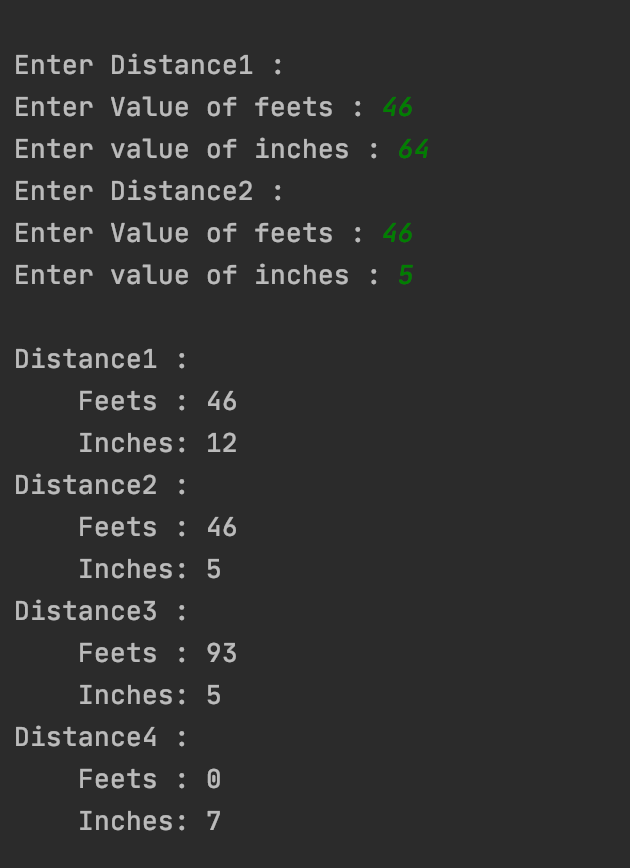 Enter Distance1 :
Enter Value of feets : 46
Enter value of inches : 64
Enter Distance2 :
Enter Value of feets : 46
Enter value of inches : 5
Distance1 :
Feets : 46
Inches: 12
Distance2 :
Feets : 46
Inches: 5
Distance3 :
Feets : 93
Inches: 5
Distance4 :
Feets : 0
Inches: 7